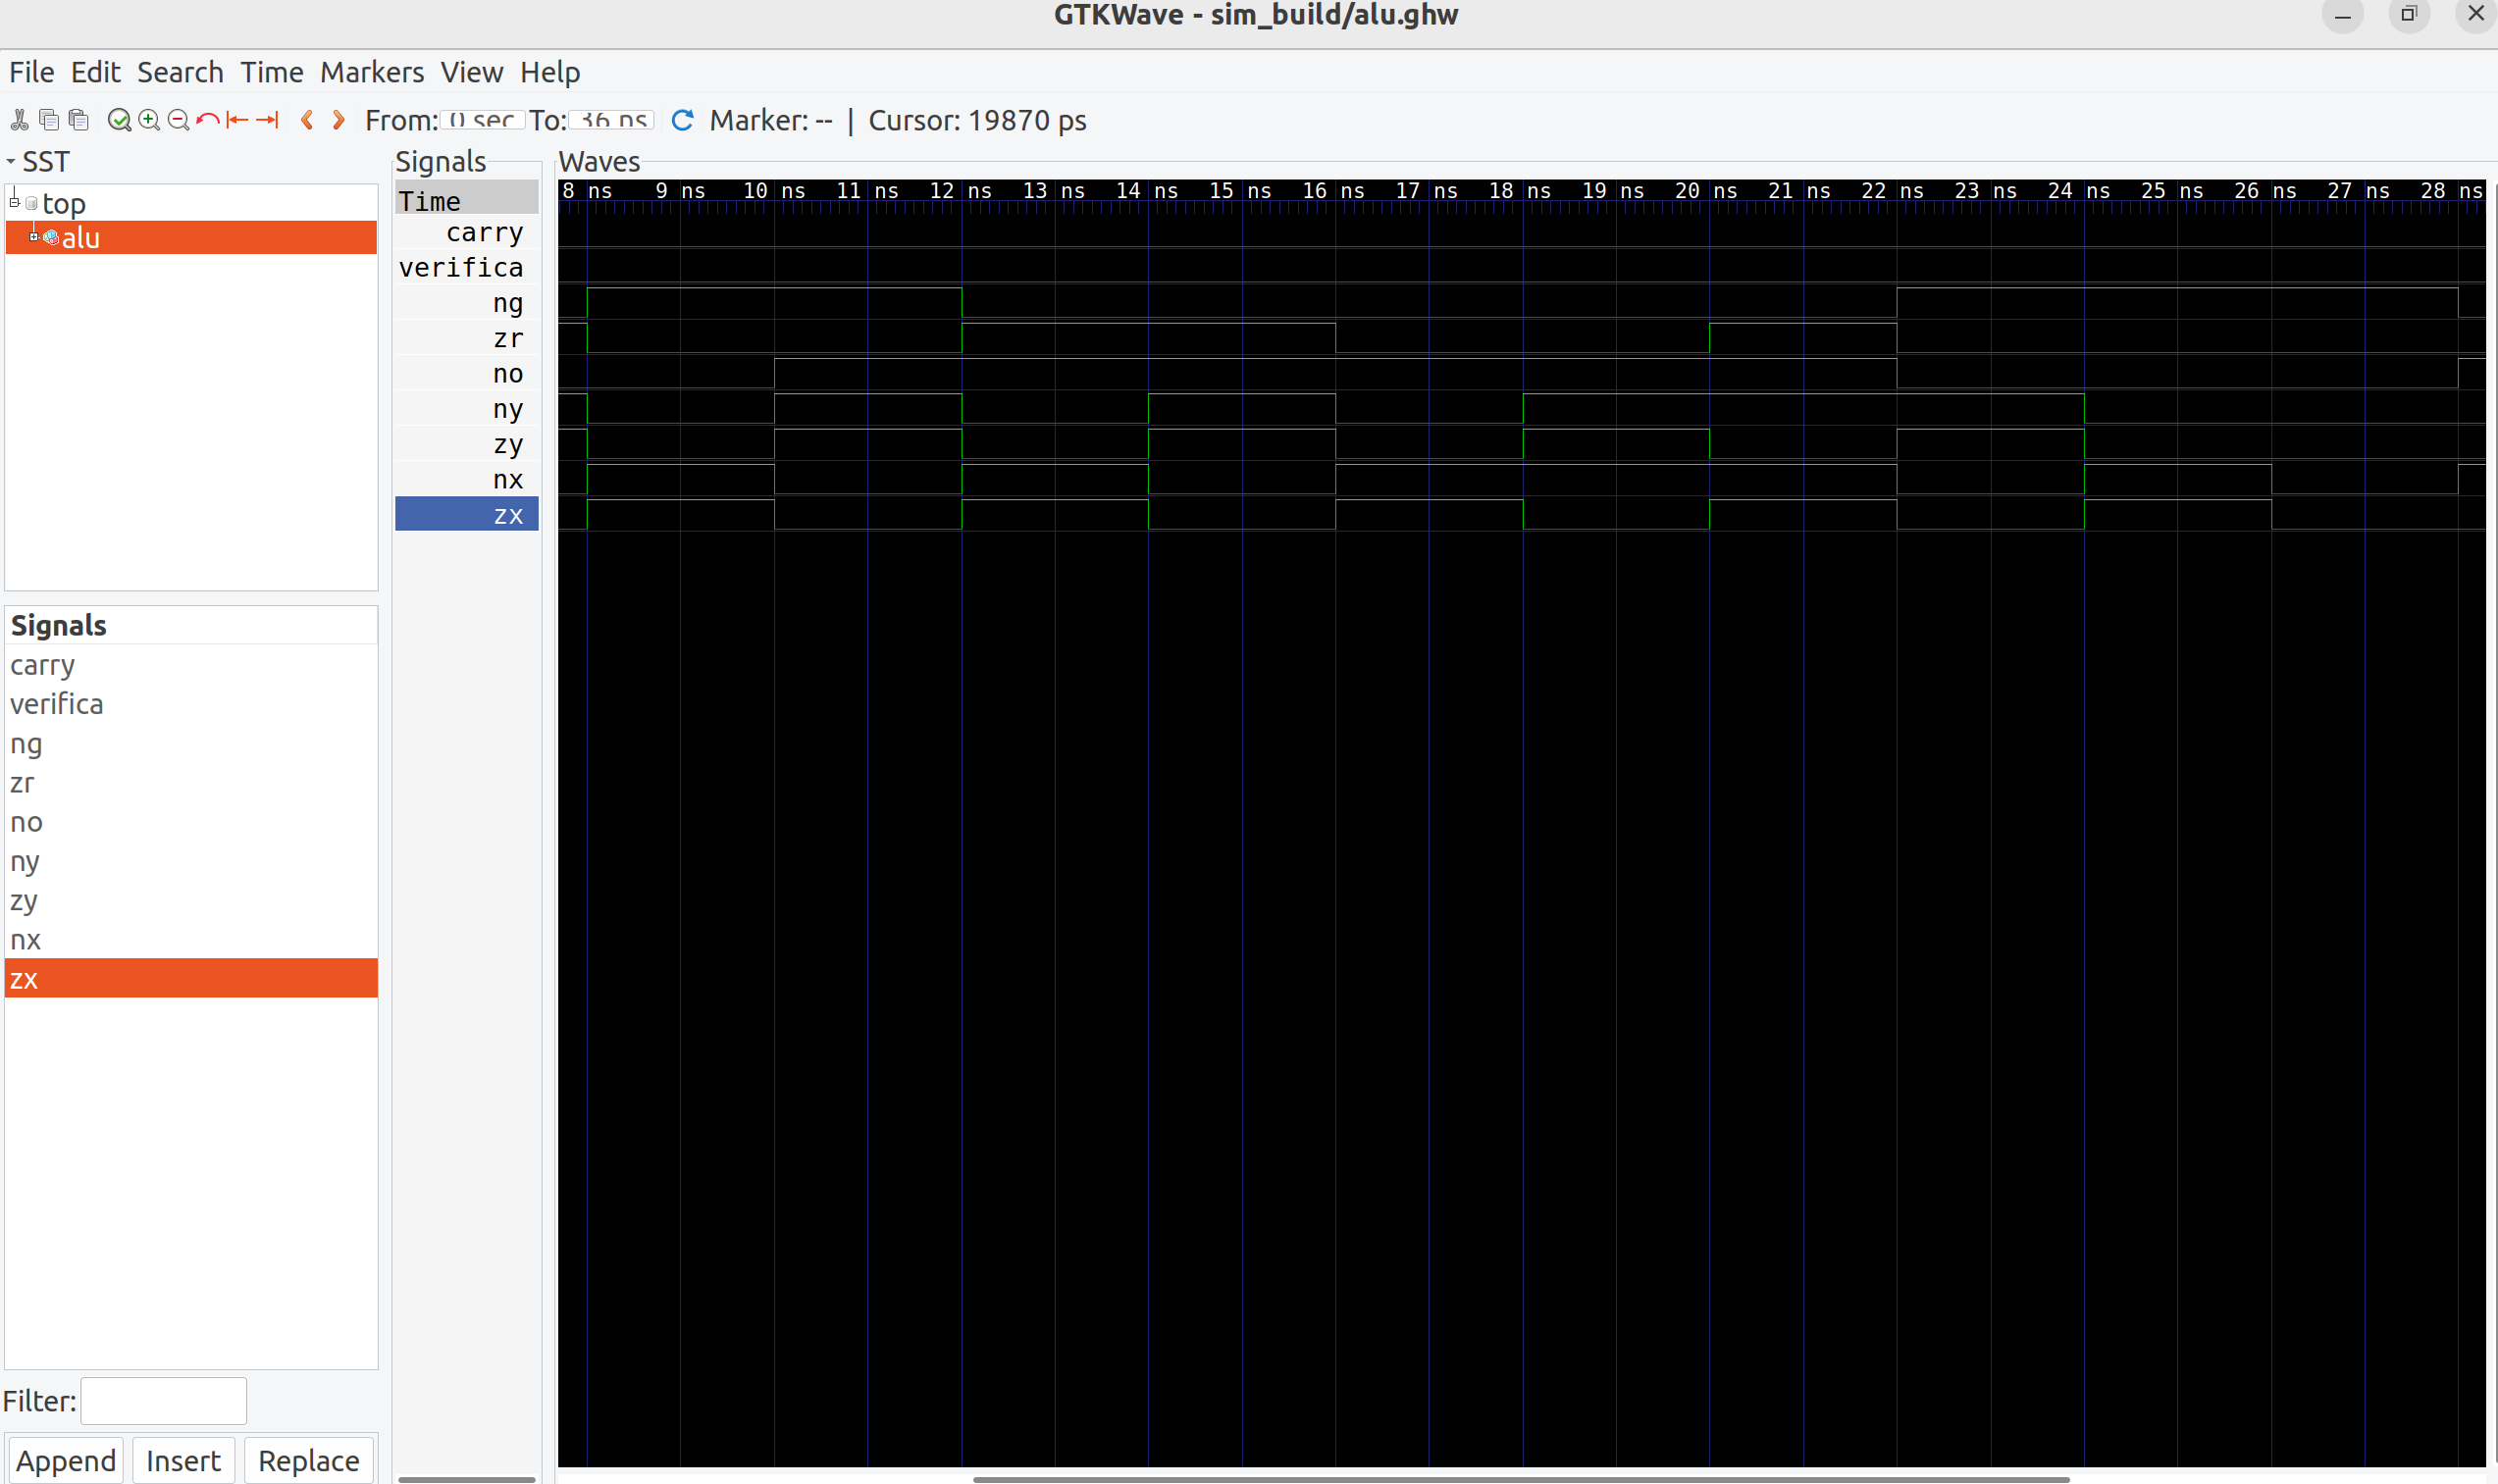 GTKWave - sim_build/alu.ghw
File Edit Search Time Markers View Help
From: 0 sec To: 36 ns Marker: -- | Cursor: 19870 ps
SST
top
alu
Signals
carry
verifica
ng
zr
no
ny
zy
nx
zx
Filter:
Append Insert Replace
Signals
Time
carry
verifica
ng
zr
no
ny
zy
nx
zx
Waves
8 ns 9 ns 10 ns 11 ns 12 ns 13 ns 14 ns 15 ns 16 ns 17 ns 18 ns 19 ns 20 ns 21 ns 22 ns 23 ns 24 ns 25 ns 26 ns 27 ns 28 ns